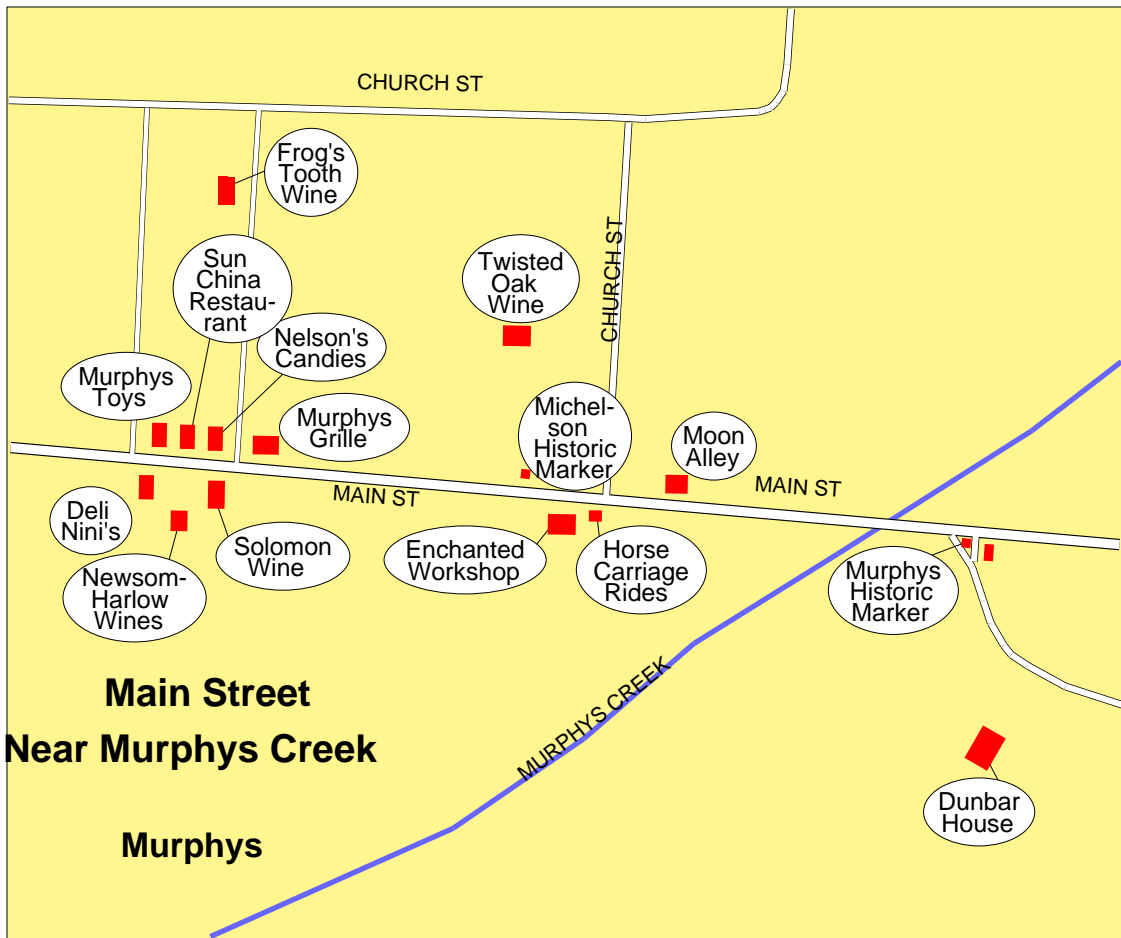 CHURCH ST
Frog's
Tooth
Wine
Sun
China
Restau-
rant
Twisted
Oak
Wine
CHURCH ST
Nelson's
Candies
Murphys
Toys
Murphys
Grille
Michel-
son
Historic
Marker
Moon
Alley
MAIN ST
MAIN ST
Deli
Nini's
Solomon
Wine
Enchanted
Workshop
Horse
Carriage
Rides
Murphys
Historic
Marker
Newsom-
Harlow
Wines
Main Street
Near Murphys Creek
MURPHYS CREEK
Dunbar
House
Murphys